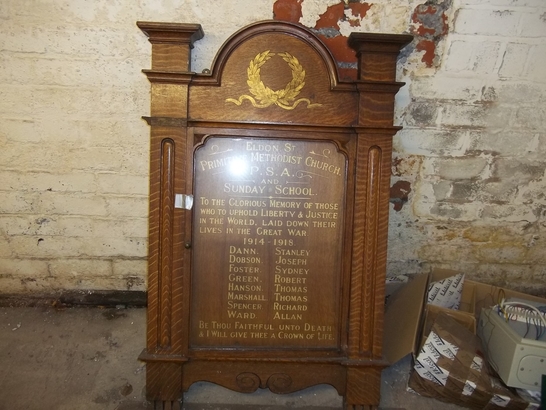 Eldon St
Primitive Methodist Church
P.S.A.
and
Sunday School.
To the Glorious Memory of those
who to uphold Liberty & Justice
in the World, laid down their
lives in the Great War
1914-1918
Dann, Stanley
Dobson, Joseph
Foster, Sydney
Green, Robert
Hanson, Thomas
Marshall, Thomas
Spencer, Richard
Ward, Allan
Be Thou Faithful unto Death
& I will give thee a Crown of Life.